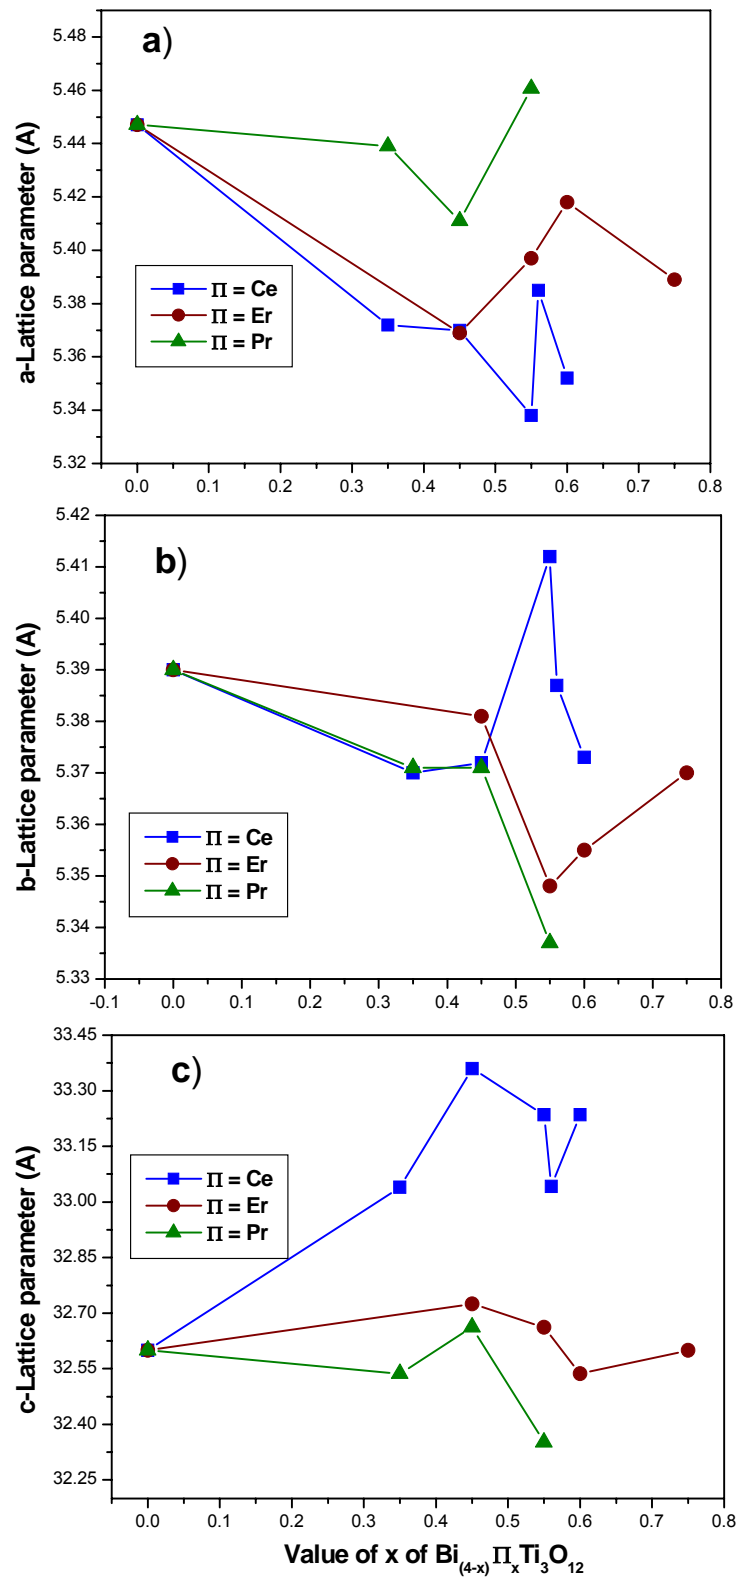 a)
5.48
5.46
5.44
5.42
5.40
5.38
5.36
5.34
5.32
a-Lattice parameter (A)
Π = Ce
Π = Er
Π = Pr
0.0 0.1 0.2 0.3 0.4 0.5 0.6 0.7 0.8
b)
5.42
5.41
5.40
5.39
5.38
5.37
5.36
5.35
5.34
5.33
b-Lattice parameter (A)
Π = Ce
Π = Er
Π = Pr
-0.1 0.0 0.1 0.2 0.3 0.4 0.5 0.6 0.7 0.8
c)
33.45
33.30
33.15
33.00
32.85
32.70
32.55
32.40
32.25
c-Lattice parameter (A)
Π = Ce
Π = Er
Π = Pr
0.0 0.1 0.2 0.3 0.4 0.5 0.6 0.7 0.8
Value of x of Bi(4-x)ΠxTi3O12